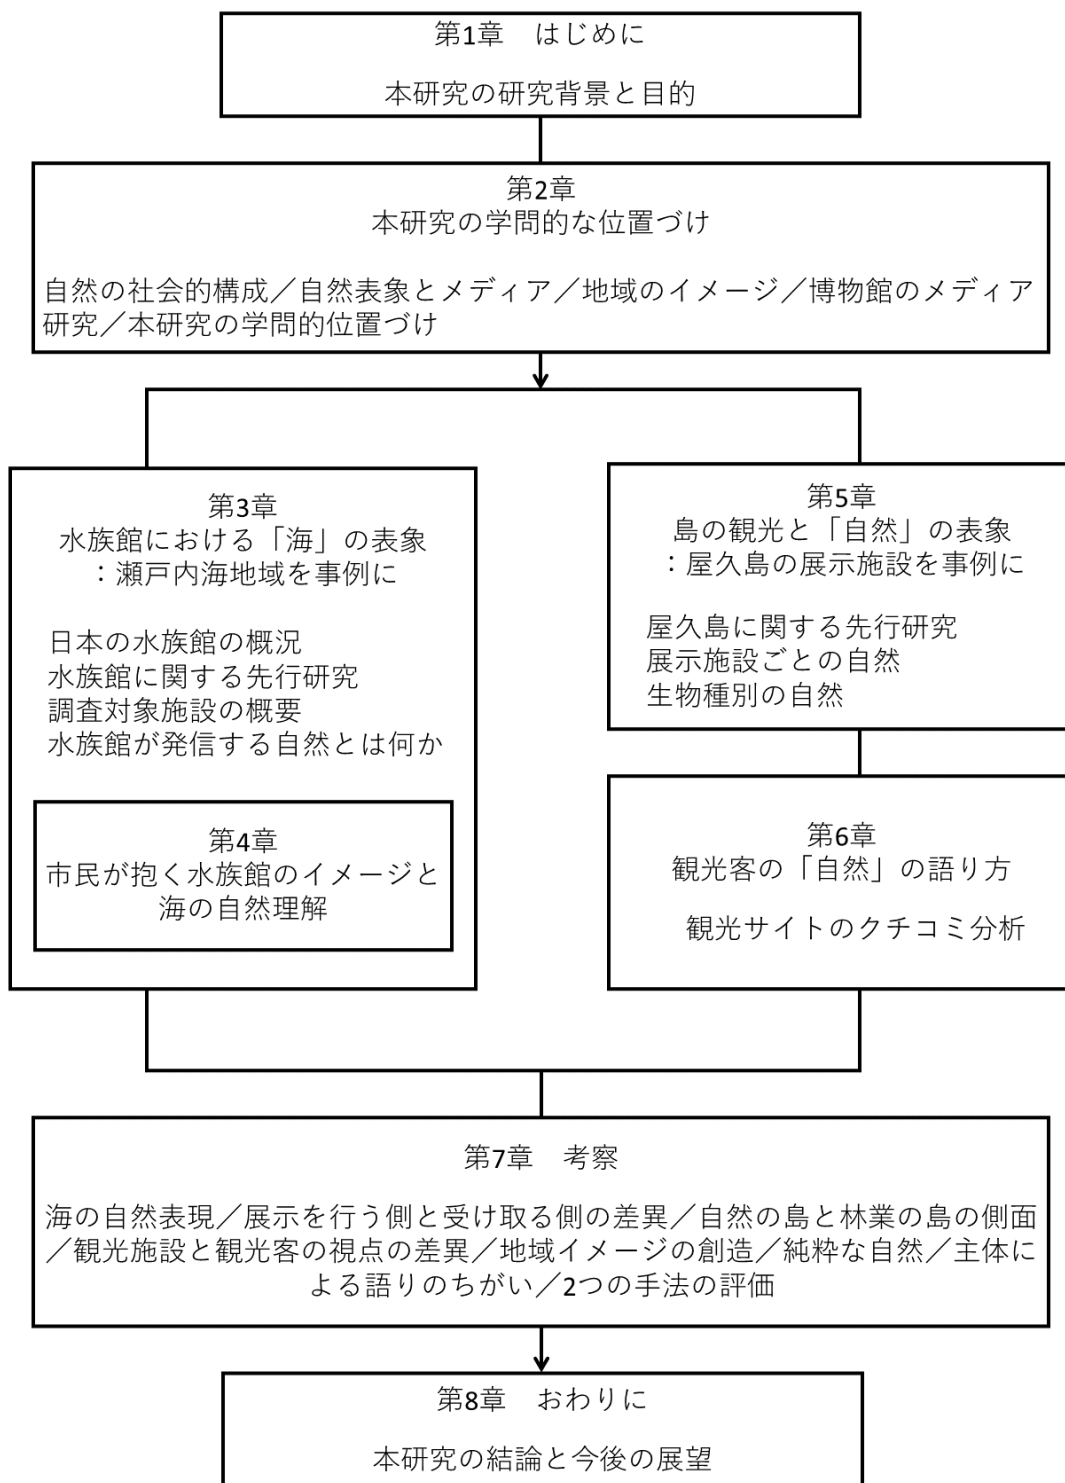 第1章　はじめに
本研究の研究背景と目的
第2章
本研究の学問的な位置づけ
自然の社会的構成／自然表象とメディア／地域のイメージ／博物館のメディア
研究／本研究の学問的位置づけ
第3章
水族館における「海」の表象
：瀬戸内海地域を事例に
日本の水族館の概況
水族館に関する先行研究
調査対象施設の概要
水族館が発信する自然とは何か
第4章
市民が抱く水族館のイメージと
海の自然理解
第5章
島の観光と「自然」の表象
：屋久島の展示施設を事例に
屋久島に関する先行研究
展示施設ごとの自然
生物種別の自然
第6章
観光客の「自然」の語り方
観光サイトのクチコミ分析
第7章　考察
海の自然表現／展示を行う側と受け取る側の差異／自然の島と林業の島の側面
／観光施設と観光客の視点の差異／地域イメージの創造／純粋な自然／主体に
よる語りのちがい／2つの手法の評価
第8章　おわりに
本研究の結論と今後の展望